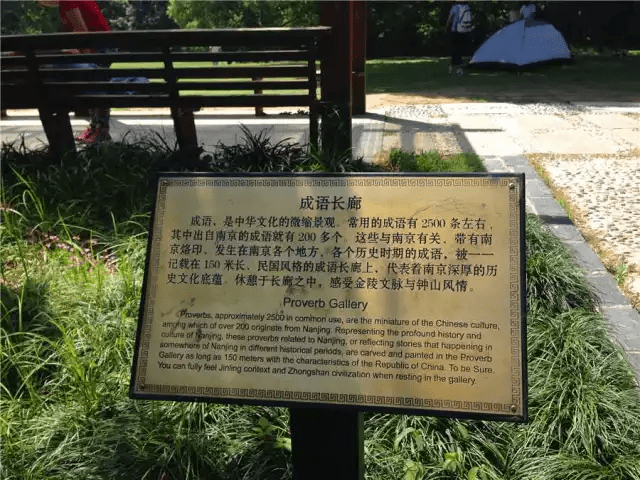 成语长廊
成语，是中华文化的微缩景观。常用的成语有 2500 条左右，
其中出自南京的成语就有 200 多个。这些与南京有关、带有南
京烙印、发生在南京各个地方、各个历史时期的成语，被一一
记载在 150 米长、民国风格的成语长廊上，代表着南京深厚的历
史文化底蕴。休憩于长廊之中，感受金陵文脉与钟山风情。
Proverb Gallery
Proverbs, approximately 2500 in common use, are the miniature of the Chinese culture,
among which of over 200 originate from Nanjing. Representing the profound history and
culture of Nanjing, these proverbs related to Nanjing, or reflecting stories that happening in
somewhere of Nanjing in different historical periods, are carved and painted in the Proverb
Gallery as long as 150 meters with the characteristics of the Republic of China. To be Sure.
You can fully feel Jinling context and Zhongshan civilization when resting in the gallery.